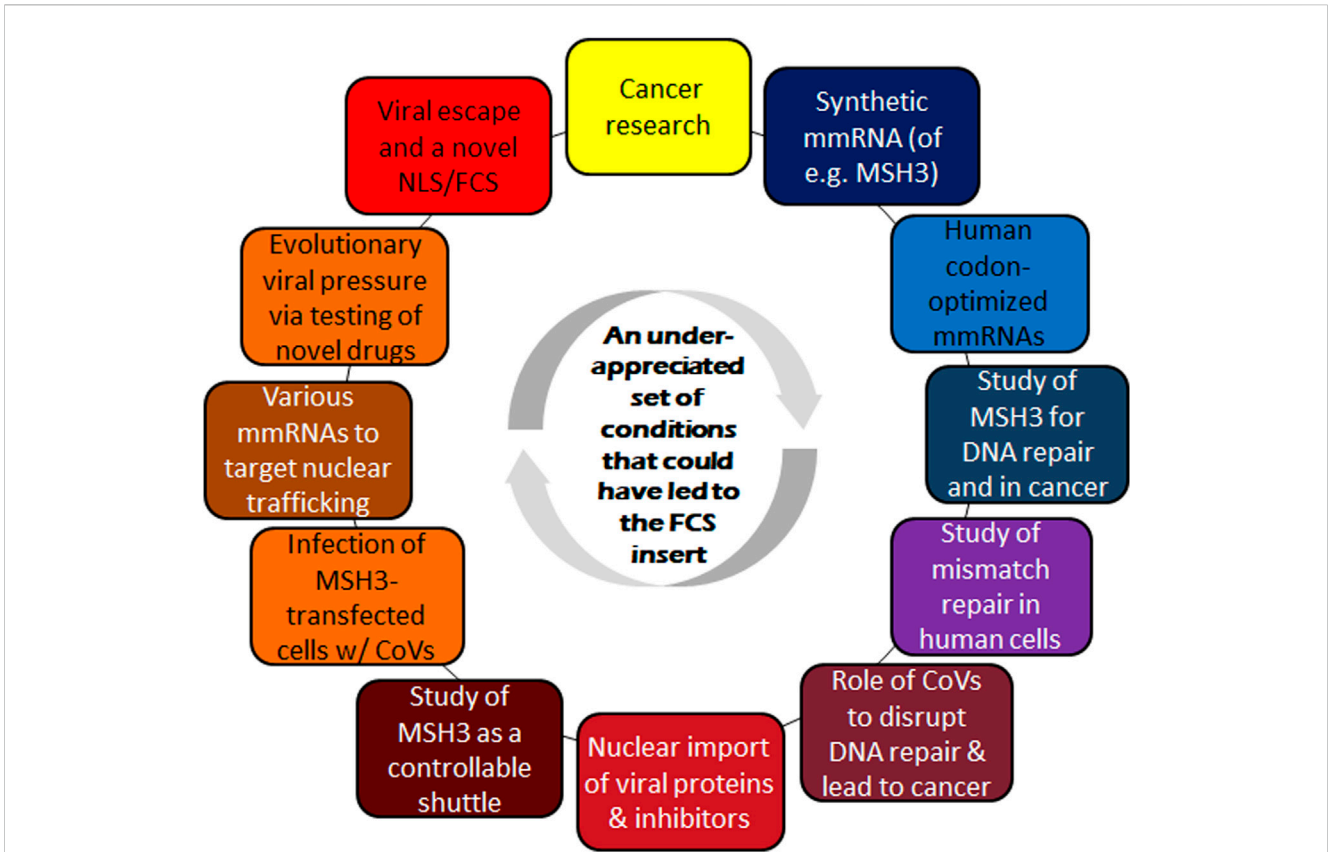 Cancer
research
Synthetic
mmRNA (of
e.g. MSH3)
Human
codon-
optimized
mmRNAs
Study of
MSH3 for
DNA repair
and in cancer
Study of
mismatch
repair in
human cells
Role of CoVs
to disrupt
DNA repair &
lead to cancer
Nuclear import
of viral proteins
& inhibitors
Study of
MSH3 as a
controllable
shuttle
Infection of
MSH3-
transfected
cells w/ CoVs
Various
mmRNAs to
target nuclear
trafficking
Evolutionary
viral pressure
via testing of
novel drugs
Viral escape
and a novel
NLS/FCS
An under-
appreciated
set of
conditions
that could
have led to
the FCS
insert